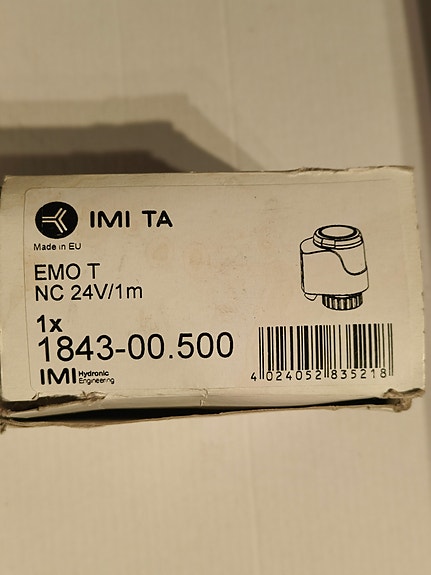 IMI TA
Made in EU
EMO T
NC 24V/1m
1x
1843-00.500
IMI Hydronic Engineering
4 024052 835218